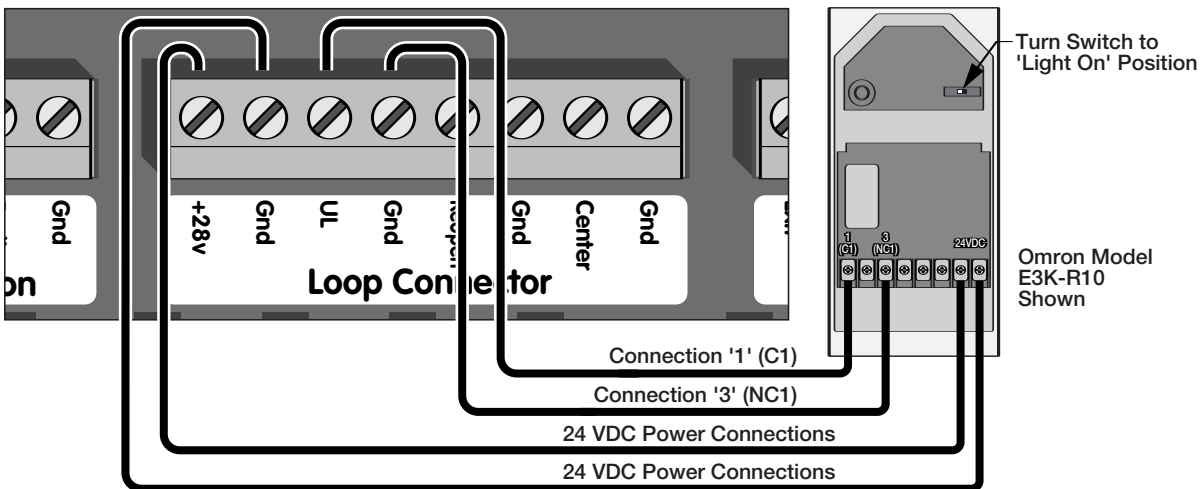 Turn Switch to
'Light On' Position
Gnd
+28v
Gnd
UL
Gnd
Gnd
Center
Gnd
on
Loop Connector
1
(C1)
3
(NC1)
24VDC
Omron Model
E3K-R10
Shown
Connection '1' (C1)
Connection '3' (NC1)
24 VDC Power Connections
24 VDC Power Connections